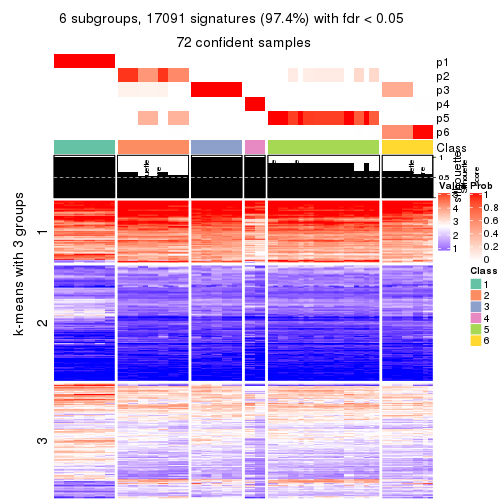 6 subgroups, 17091 signatures (97.4%) with fdr < 0.05
72 confident samples
p1
p2
p3
p4
p5
p6
Class
1
0.5
Silhouette
score
k-means with 3 groups
1
2
3
Value
4
3
2
1
Prob
1
0.8
0.6
0.4
0.2
0
Class
1
2
3
4
5
6